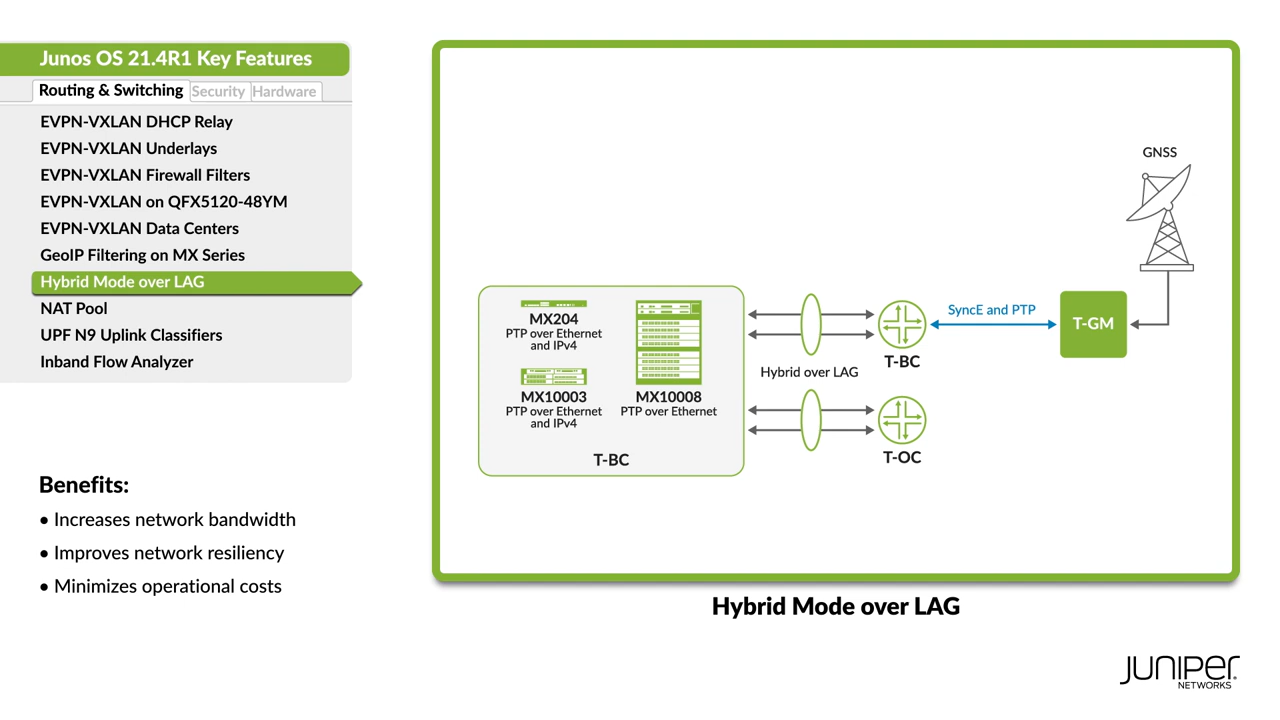 Junos OS 21.4R1 Key Features
Routing & Switching Security Hardware
EVPN-VXLAN DHCP Relay
EVPN-VXLAN Underlays
EVPN-VXLAN Firewall Filters
EVPN-VXLAN on QFX5120-48YM
EVPN-VXLAN Data Centers
GeoIP Filtering on MX Series
Hybrid Mode over LAG
NAT Pool
UPF N9 Uplink Classifiers
Inband Flow Analyzer
Benefits:
• Increases network bandwidth
• Improves network resiliency
• Minimizes operational costs
GNSS
MX204
PTP over Ethernet
and IPv4
MX10003
PTP over Ethernet
and IPv4
MX10008
PTP over Ethernet
T-BC
Hybrid over LAG
T-BC
T-OC
SyncE and PTP
T-GM
Hybrid Mode over LAG
JUNIPER
NETWORKS